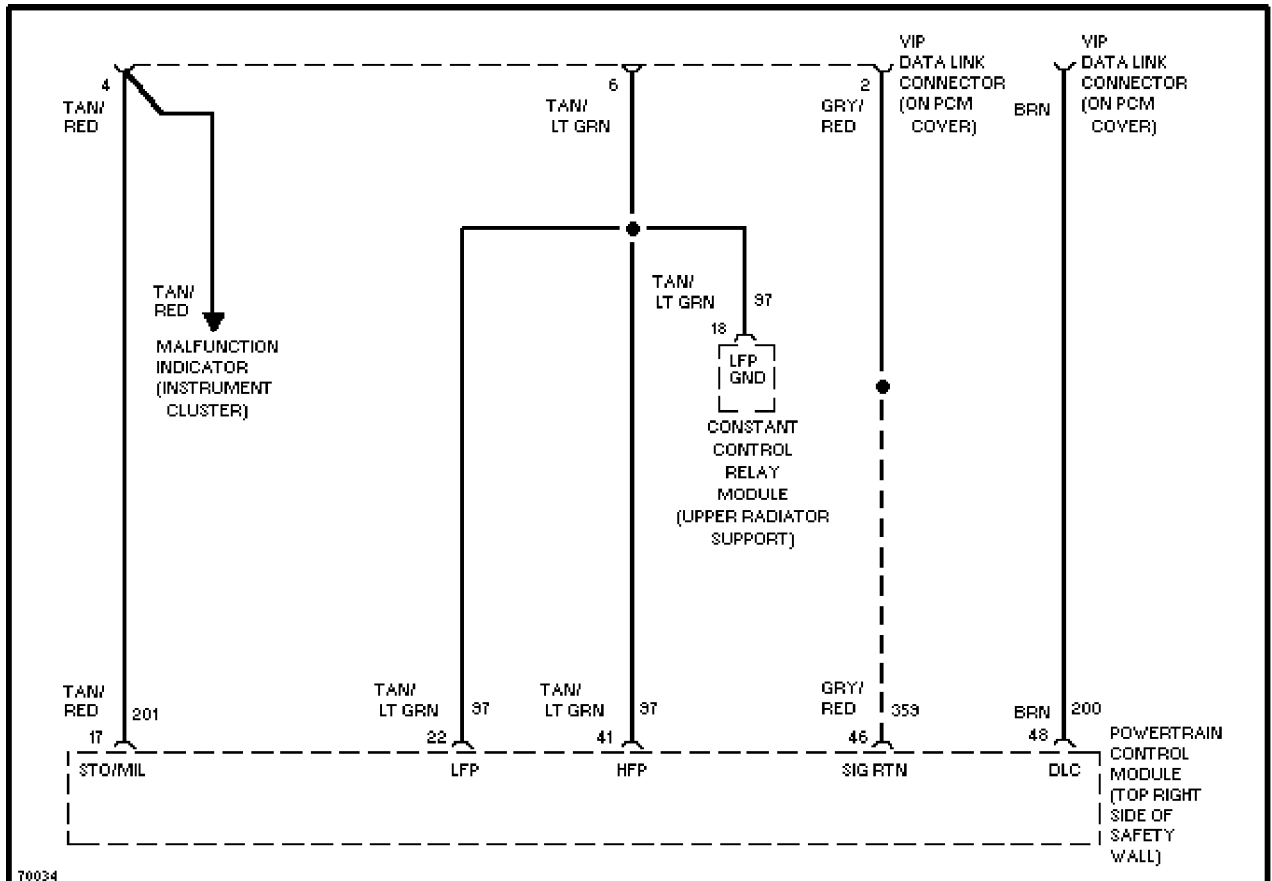 VIP
DATA LINK
CONNECTOR
(ON PCM
COVER)
VIP
DATA LINK
CONNECTOR
(ON PCM
COVER)
4
TAN/
RED
6
TAN/
LT GRN
2
GRY/
RED
BRN
TAN/
RED
MALFUNCTION
INDICATOR
(INSTRUMENT
CLUSTER)
TAN/
LT GRN
97
18
LFP
GND
CONSTANT
CONTROL
RELAY
MODULE
(UPPER RADIATOR
SUPPORT)
TAN/
RED
201
17
STO/MIL
TAN/
LT GRN
97
22
LFP
TAN/
LT GRN
97
41
HFP
GRY/
RED
359
46
SIG RTN
BRN
200
48
DLC
POWERTRAIN
CONTROL
MODULE
(TOP RIGHT
SIDE OF
SAFETY
WALL)
70034